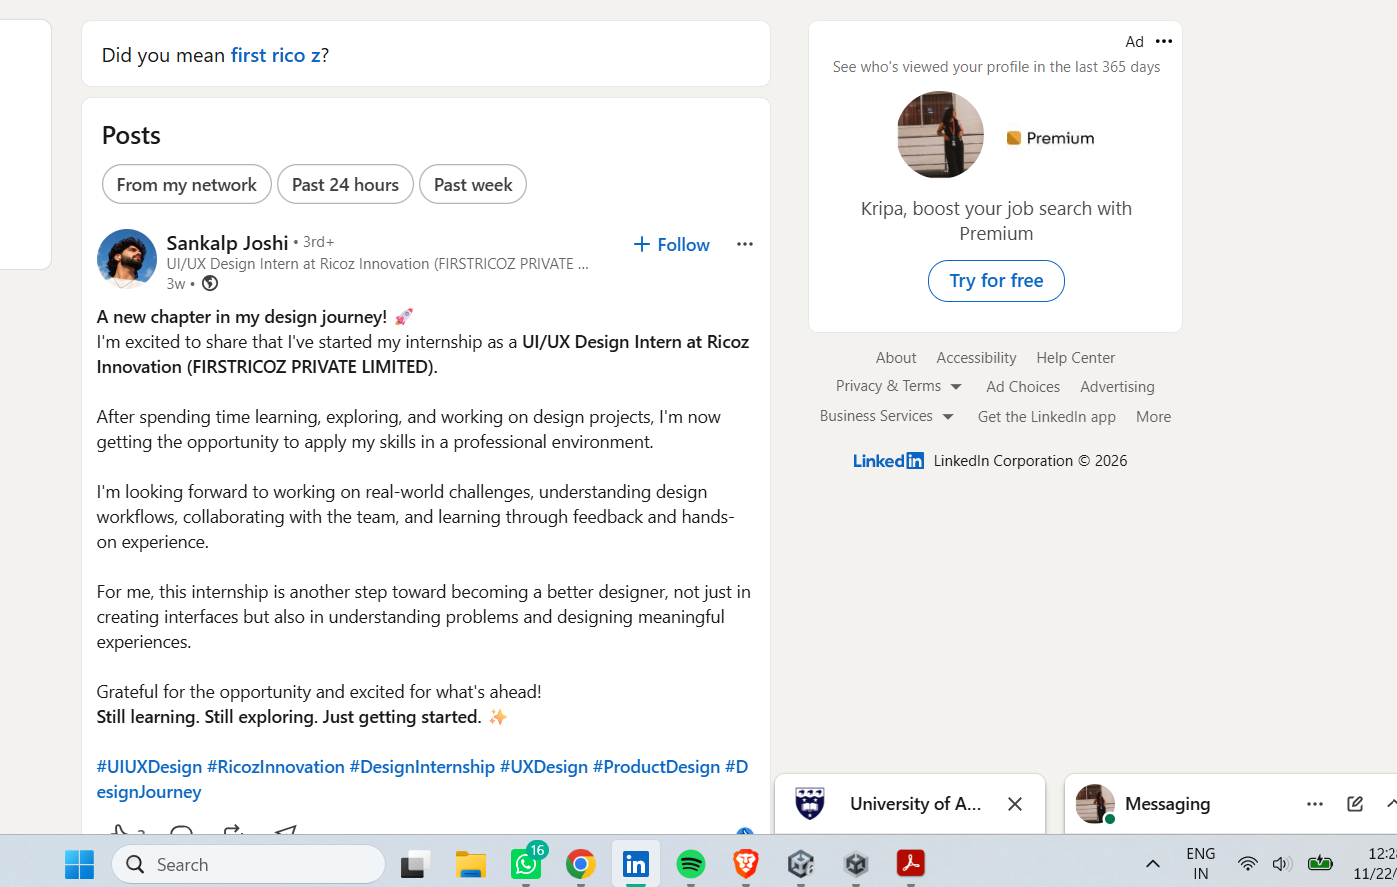 Did you mean first rico z?
Posts
From my network
Past 24 hours
Past week
Sankalp Joshi • 3rd+
+ Follow
UI/UX Design Intern at Ricoz Innovation (FIRSTRICOZ PRIVATE ...
3w •
A new chapter in my design journey! 🚀
I'm excited to share that I've started my internship as a UI/UX Design Intern at Ricoz
Innovation (FIRSTRICOZ PRIVATE LIMITED).
After spending time learning, exploring, and working on design projects, I'm now
getting the opportunity to apply my skills in a professional environment.
I'm looking forward to working on real-world challenges, understanding design
workflows, collaborating with the team, and learning through feedback and hands-
on experience.
For me, this internship is another step toward becoming a better designer, not just in
creating interfaces but also in understanding problems and designing meaningful
experiences.
Grateful for the opportunity and excited for what's ahead!
Still learning. Still exploring. Just getting started. ✨
#UIUXDesign #RicozInnovation #DesignInternship #UXDesign #ProductDesign #D
esignJourney
Ad
See who's viewed your profile in the last 365 days
Premium
Kripa, boost your job search with
Premium
Try for free
About Accessibility Help Center
Privacy & Terms Ad Choices Advertising
Business Services Get the LinkedIn app More
LinkedIn LinkedIn Corporation © 2026
University of A...
Messaging
Search
16
ENG
IN
12:2
11/22/